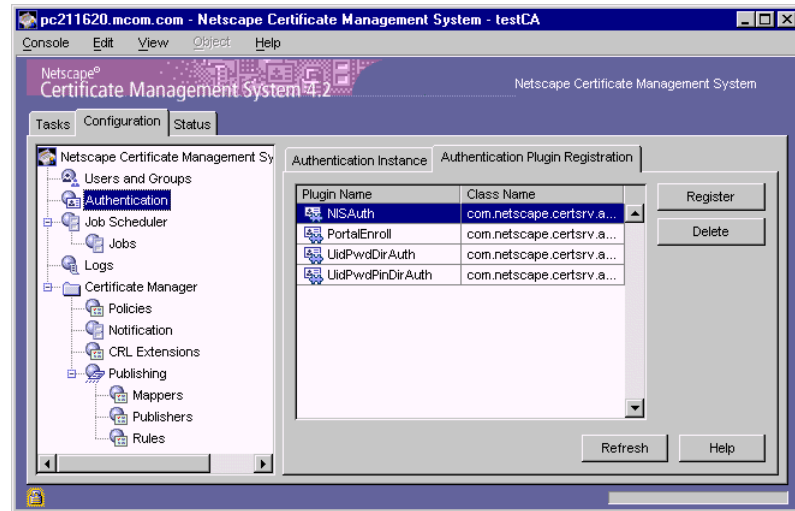 pc211620.mcom.com - Netscape Certificate Management System - testCA
Console Edit View Object Help
Netscape®
Certificate Management System 4.2
Netscape Certificate Management System
Tasks Configuration Status
Netscape Certificate Management Sy
Users and Groups
Authentication
Job Scheduler
Jobs
Logs
Certificate Manager
Policies
Notification
CRL Extensions
Publishing
Mappers
Publishers
Rules
Authentication Instance Authentication Plugin Registration
Plugin Name Class Name
NISAuth com.netscape.certsrv.a...
PortalEnroll com.netscape.certsrv.a...
UidPwdDirAuth com.netscape.certsrv.a...
UidPwdPinDirAuth com.netscape.certsrv.a...
Register
Delete
Refresh Help